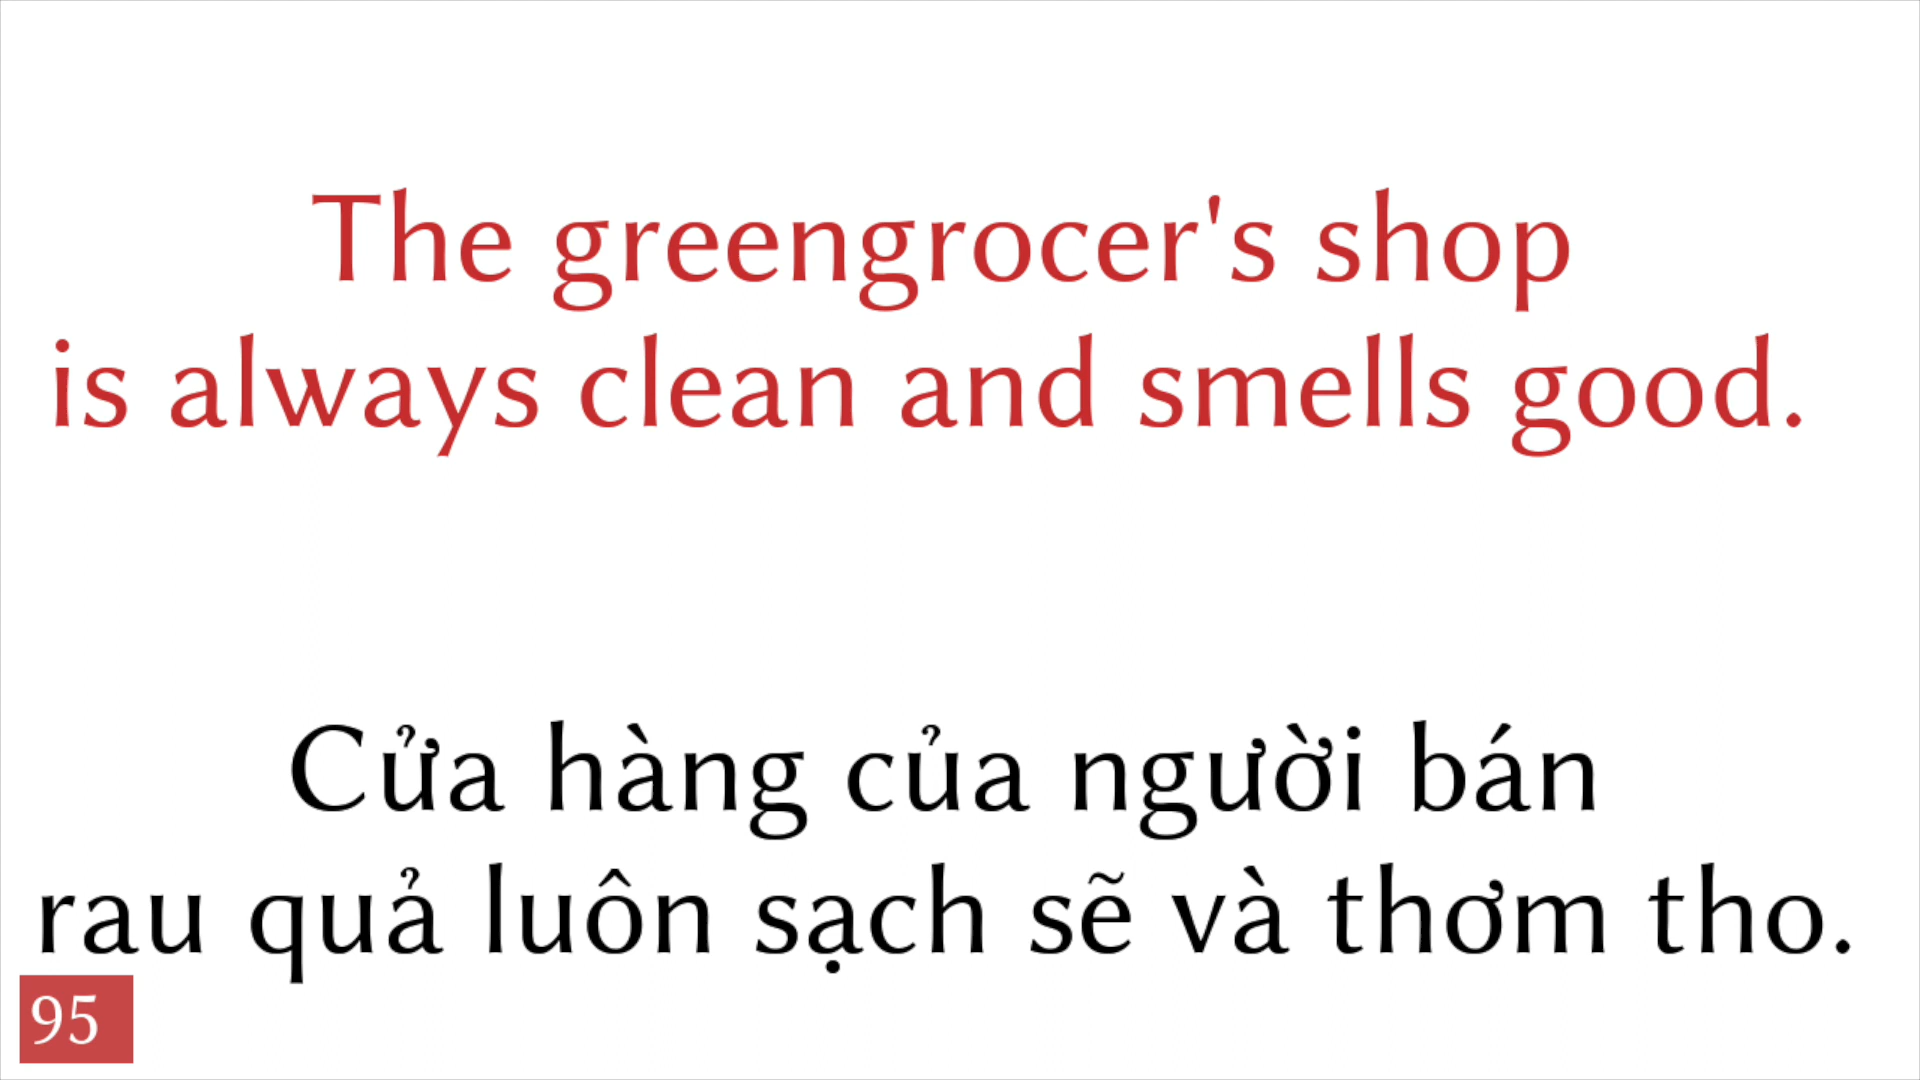 The greengrocer's shop
is always clean and smells good.
Cửa hàng của người bán
rau quả luôn sạch sẽ và thơm tho.
95